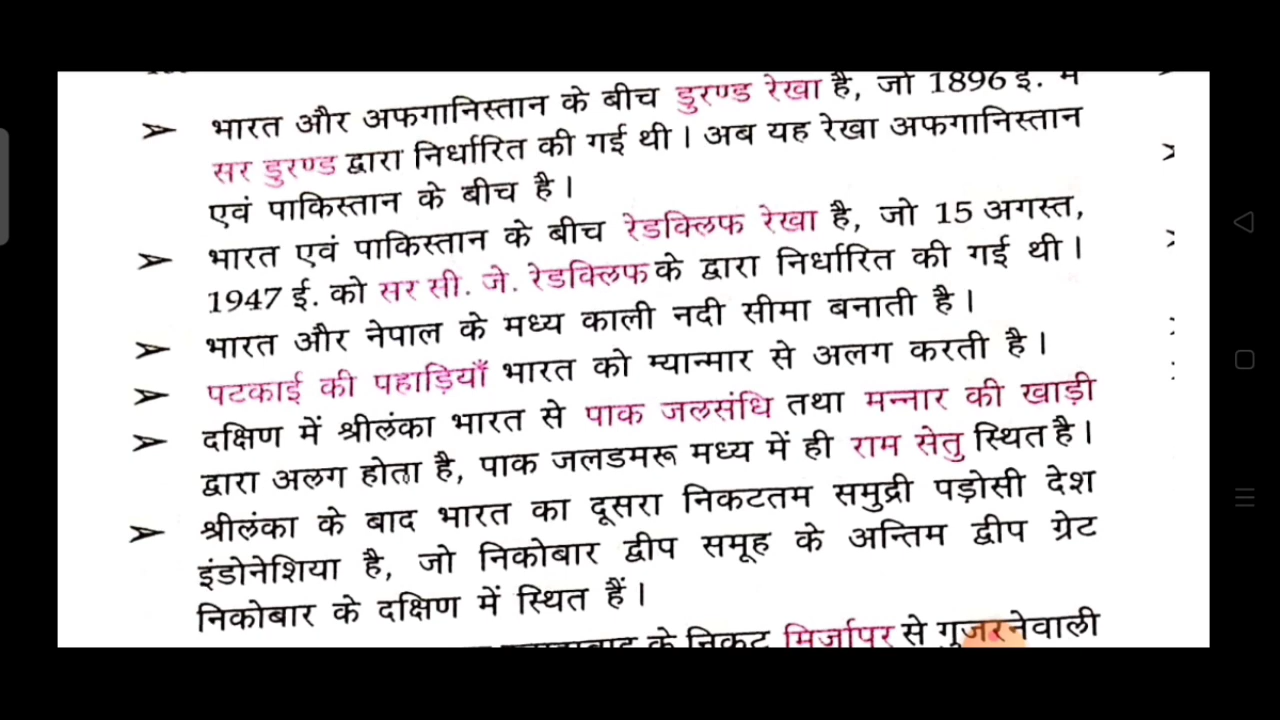 ➤ भारत और अफगानिस्तान के बीच डुरण्ड रेखा है, जो 1896 ई. में
सर डुरण्ड द्वारा निर्धारित की गई थी। अब यह रेखा अफगानिस्तान
एवं पाकिस्तान के बीच है।
➤ भारत एवं पाकिस्तान के बीच रेडक्लिफ रेखा है, जो 15 अगस्त,
1947 ई. को सर सी. जे. रेडक्लिफ के द्वारा निर्धारित की गई थी।
➤ भारत और नेपाल के मध्य काली नदी सीमा बनाती है।
➤ पटकाई की पहाड़ियाँ भारत को म्यान्मार से अलग करती है।
➤ दक्षिण में श्रीलंका भारत से पाक जलसंधि तथा मन्नार की खाड़ी
द्वारा अलग होता है, पाक जलडमरू मध्य में ही राम सेतु स्थित है।
➤ श्रीलंका के बाद भारत का दूसरा निकटतम समुद्री पड़ोसी देश
इंडोनेशिया है, जो निकोबार द्वीप समूह के अन्तिम द्वीप ग्रेट
निकोबार के दक्षिण में स्थित हैं।
के निकट मिर्जापुर से गुजरनेवाली